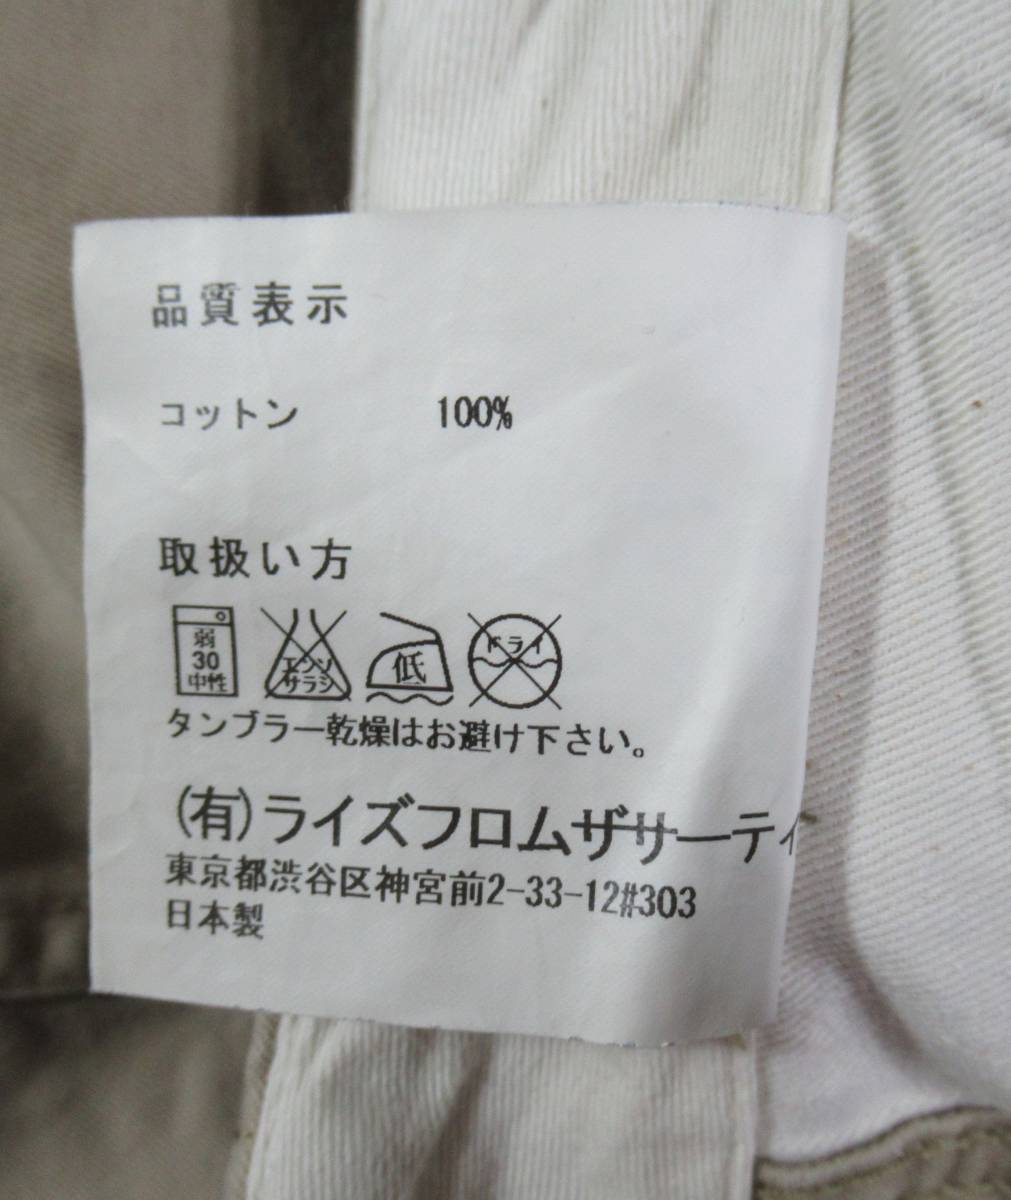 品質表示
コットン 100%
取扱い方
弱
30
中性
エンソ
サラシ
低
ドライ
タンブラー乾燥はお避け下さい。
(有)ライズフロムザサーティ
東京都渋谷区神宮前2-33-12#303
日本製